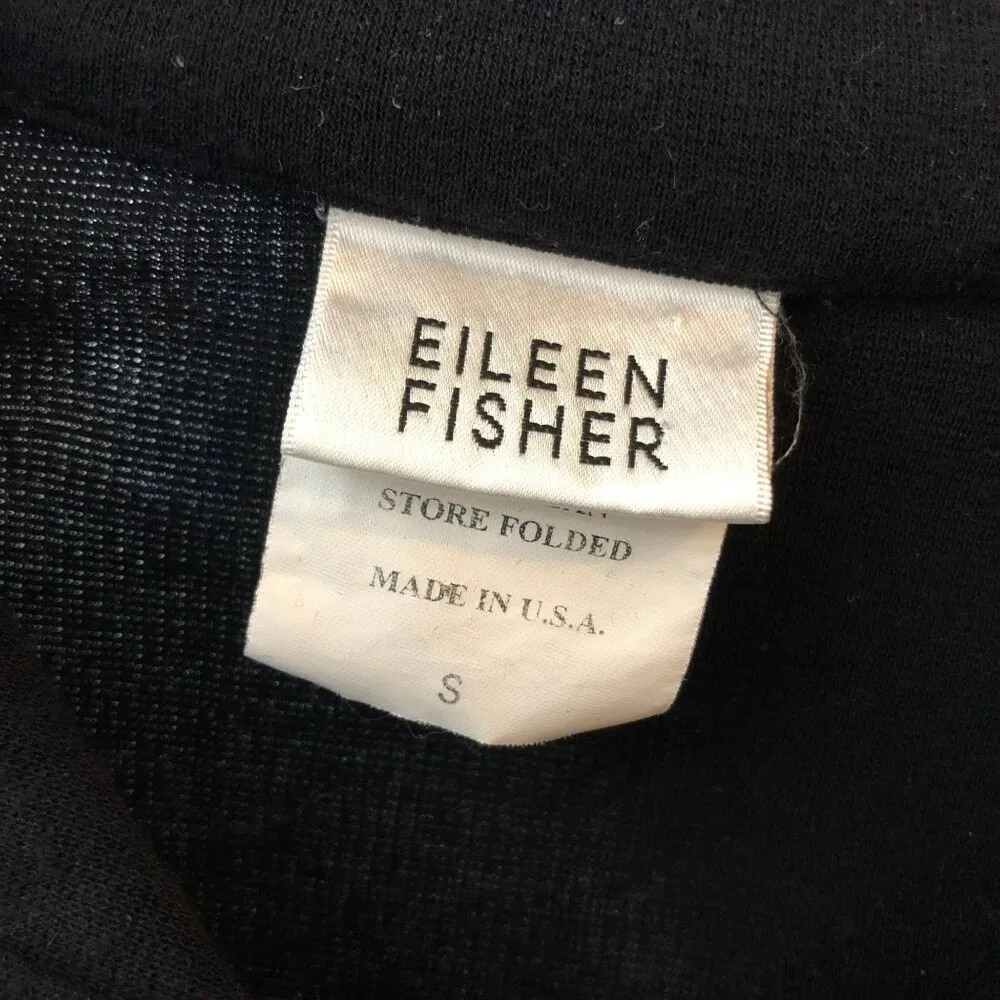 EILEEN
FISHER
STORE FOLDED
MADE IN U.S.A.
S